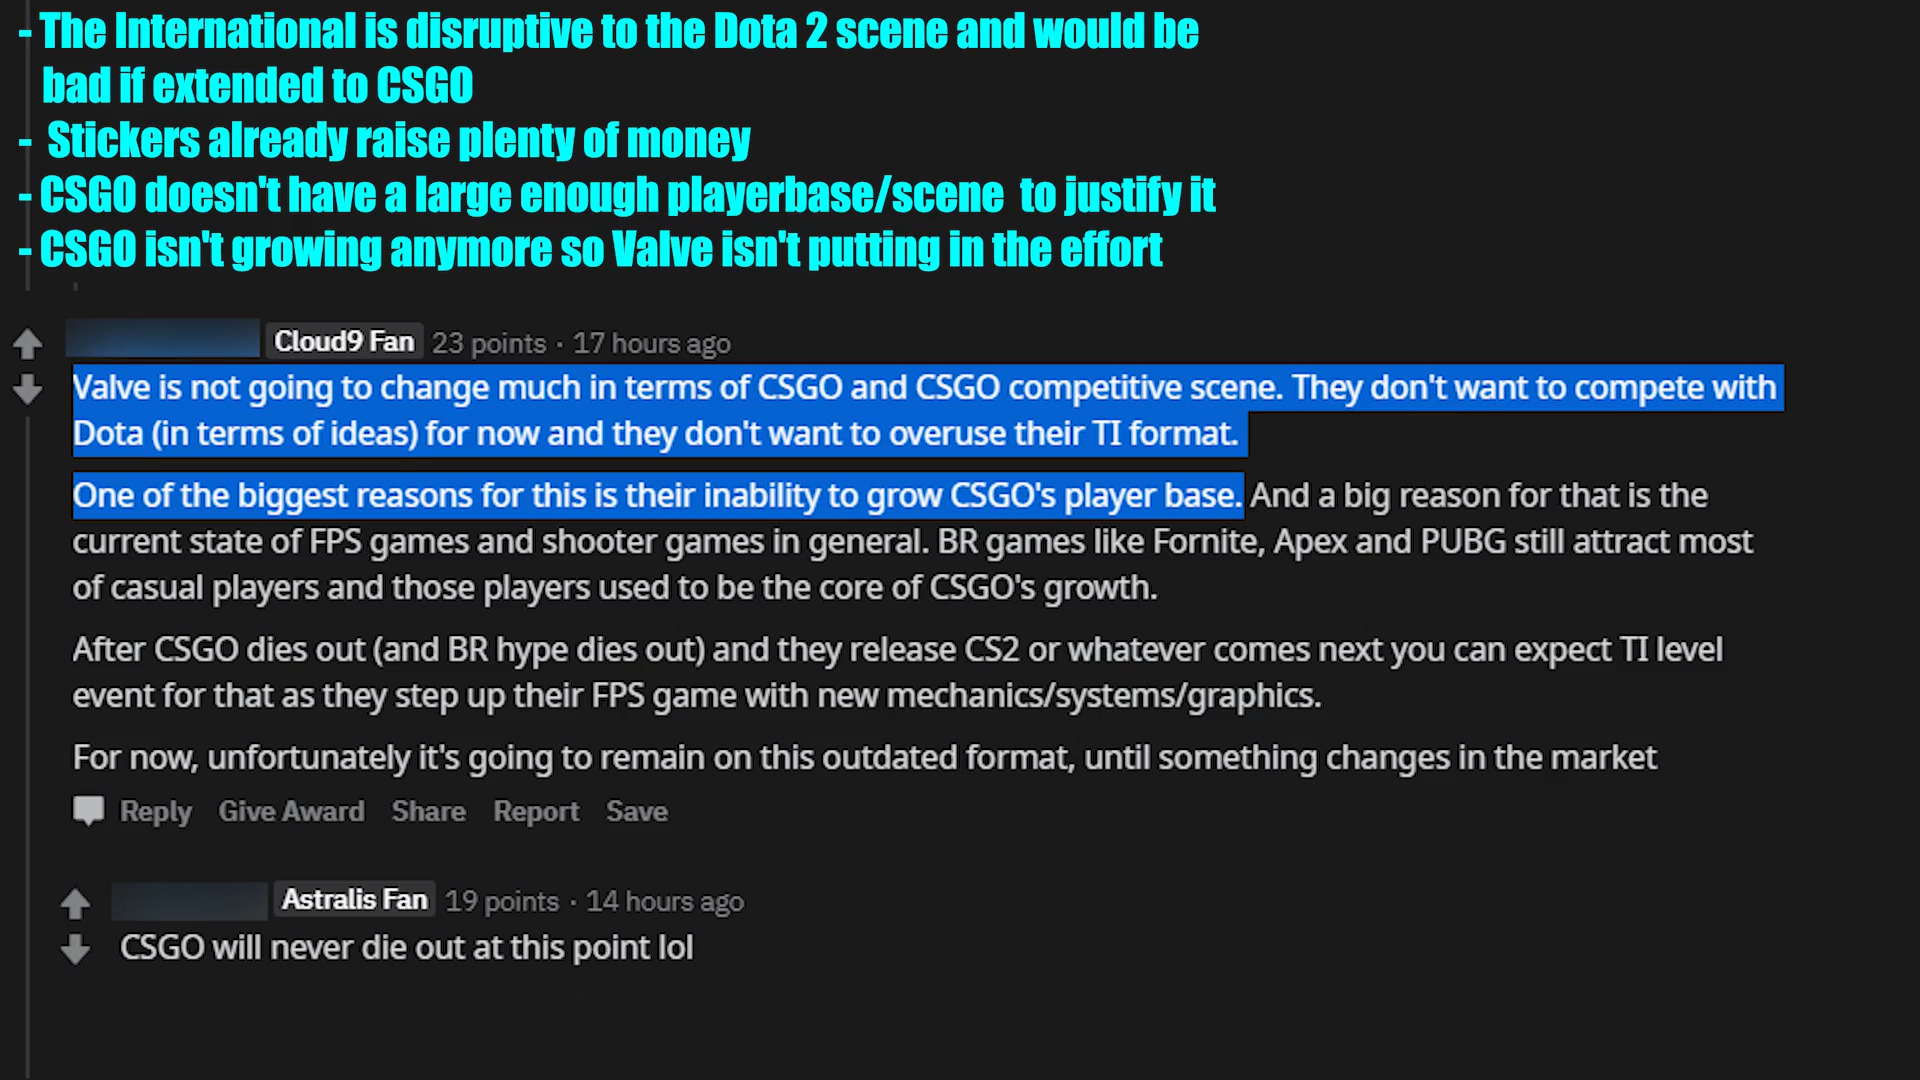 - The International is disruptive to the Dota 2 scene and would be
bad if extended to CSGO
- Stickers already raise plenty of money
- CSGO doesn't have a large enough playerbase/scene to justify it
- CSGO isn't growing anymore so Valve isn't putting in the effort
Cloud9 Fan 23 points · 17 hours ago
Valve is not going to change much in terms of CSGO and CSGO competitive scene. They don't want to compete with
Dota (in terms of ideas) for now and they don't want to overuse their TI format.
One of the biggest reasons for this is their inability to grow CSGO's player base. And a big reason for that is the
current state of FPS games and shooter games in general. BR games like Fornite, Apex and PUBG still attract most
of casual players and those players used to be the core of CSGO's growth.
After CSGO dies out (and BR hype dies out) and they release CS2 or whatever comes next you can expect TI level
event for that as they step up their FPS game with new mechanics/systems/graphics.
For now, unfortunately it's going to remain on this outdated format, until something changes in the market
Reply Give Award Share Report Save
Astralis Fan 19 points · 14 hours ago
CSGO will never die out at this point lol